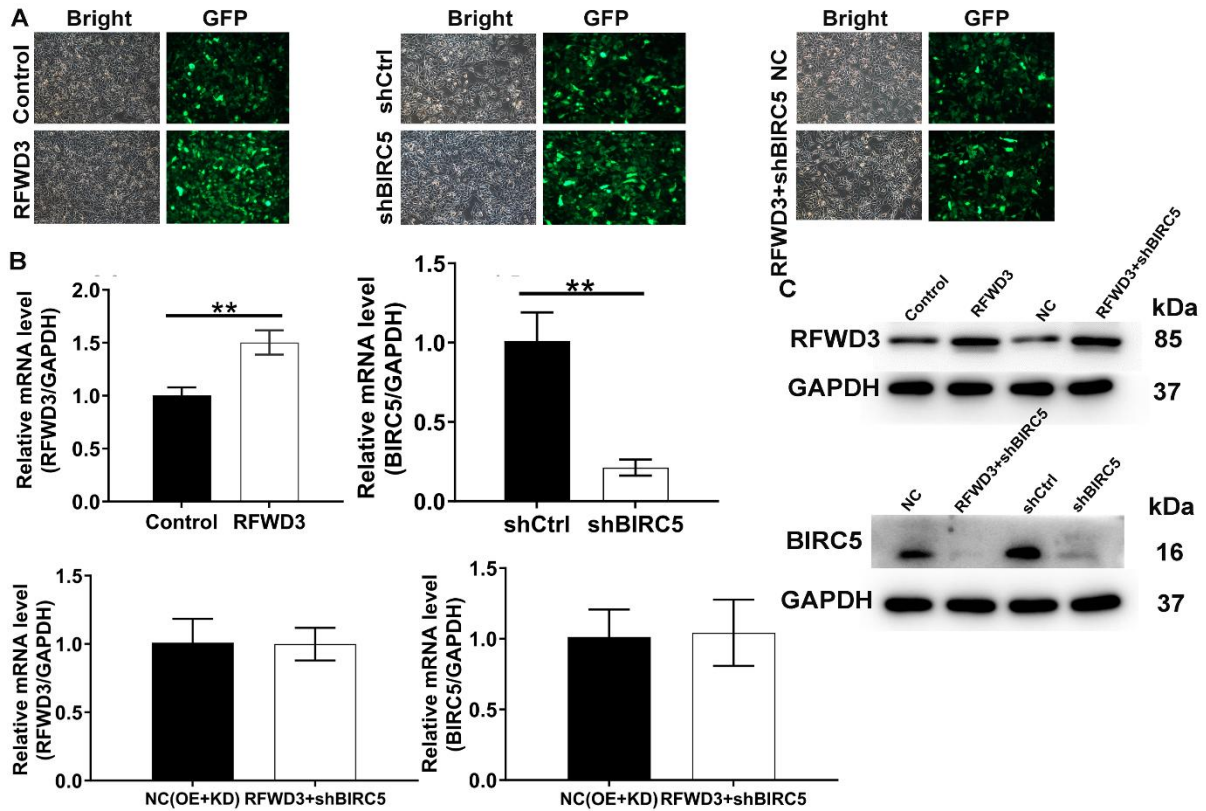 A
Bright GFP
Bright GFP
Bright GFP
Control
RFWD3
shCtrl
shBIRC5
NC
RFWD3+shBIRC5
B
Relative mRNA level
(RFWD3/GAPDH)
2.0
1.5
1.0
0.5
0.0
**
Control RFWD3
Relative mRNA level
(BIRC5/GAPDH)
1.5
1.0
0.5
0.0
**
shCtrl shBIRC5
Relative mRNA level
(RFWD3/GAPDH)
1.5
1.0
0.5
0.0
NC(OE+KD) RFWD3+shBIRC5
Relative mRNA level
(BIRC5/GAPDH)
1.5
1.0
0.5
0.0
NC(OE+KD) RFWD3+shBIRC5
C
Control RFWD3 NC RFWD3+shBIRC5 kDa
RFWD3 85
GAPDH 37
NC RFWD3+shBIRC5 shCtrl shBIRC5 kDa
BIRC5 16
GAPDH 37